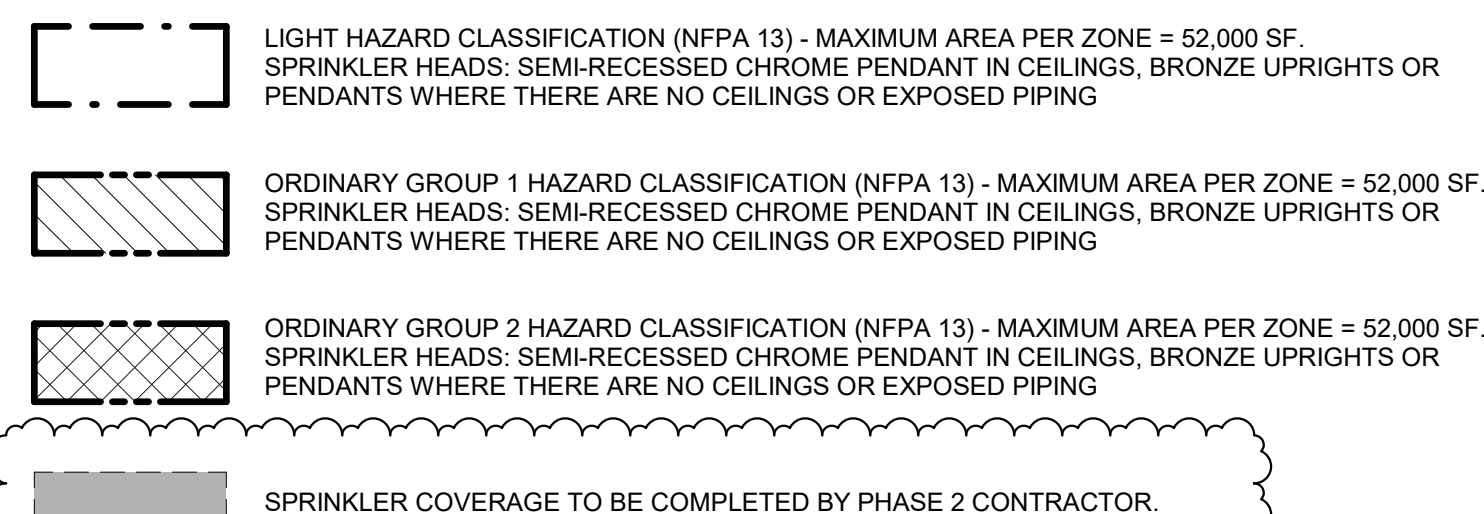 LIGHT HAZARD CLASSIFICATION (NFPA 13) - MAXIMUM AREA PER ZONE = 52,000 SF.
SPRINKLER HEADS: SEMI-RECESSED CHROME PENDANT IN CEILINGS, BRONZE UPRIGHTS OR
PENDANTS WHERE THERE ARE NO CEILINGS OR EXPOSED PIPING
ORDINARY GROUP 1 HAZARD CLASSIFICATION (NFPA 13) - MAXIMUM AREA PER ZONE = 52,000 SF.
SPRINKLER HEADS: SEMI-RECESSED CHROME PENDANT IN CEILINGS, BRONZE UPRIGHTS OR
PENDANTS WHERE THERE ARE NO CEILINGS OR EXPOSED PIPING
ORDINARY GROUP 2 HAZARD CLASSIFICATION (NFPA 13) - MAXIMUM AREA PER ZONE = 52,000 SF.
SPRINKLER HEADS: SEMI-RECESSED CHROME PENDANT IN CEILINGS, BRONZE UPRIGHTS OR
PENDANTS WHERE THERE ARE NO CEILINGS OR EXPOSED PIPING
SPRINKLER COVERAGE TO BE COMPLETED BY PHASE 2 CONTRACTOR.